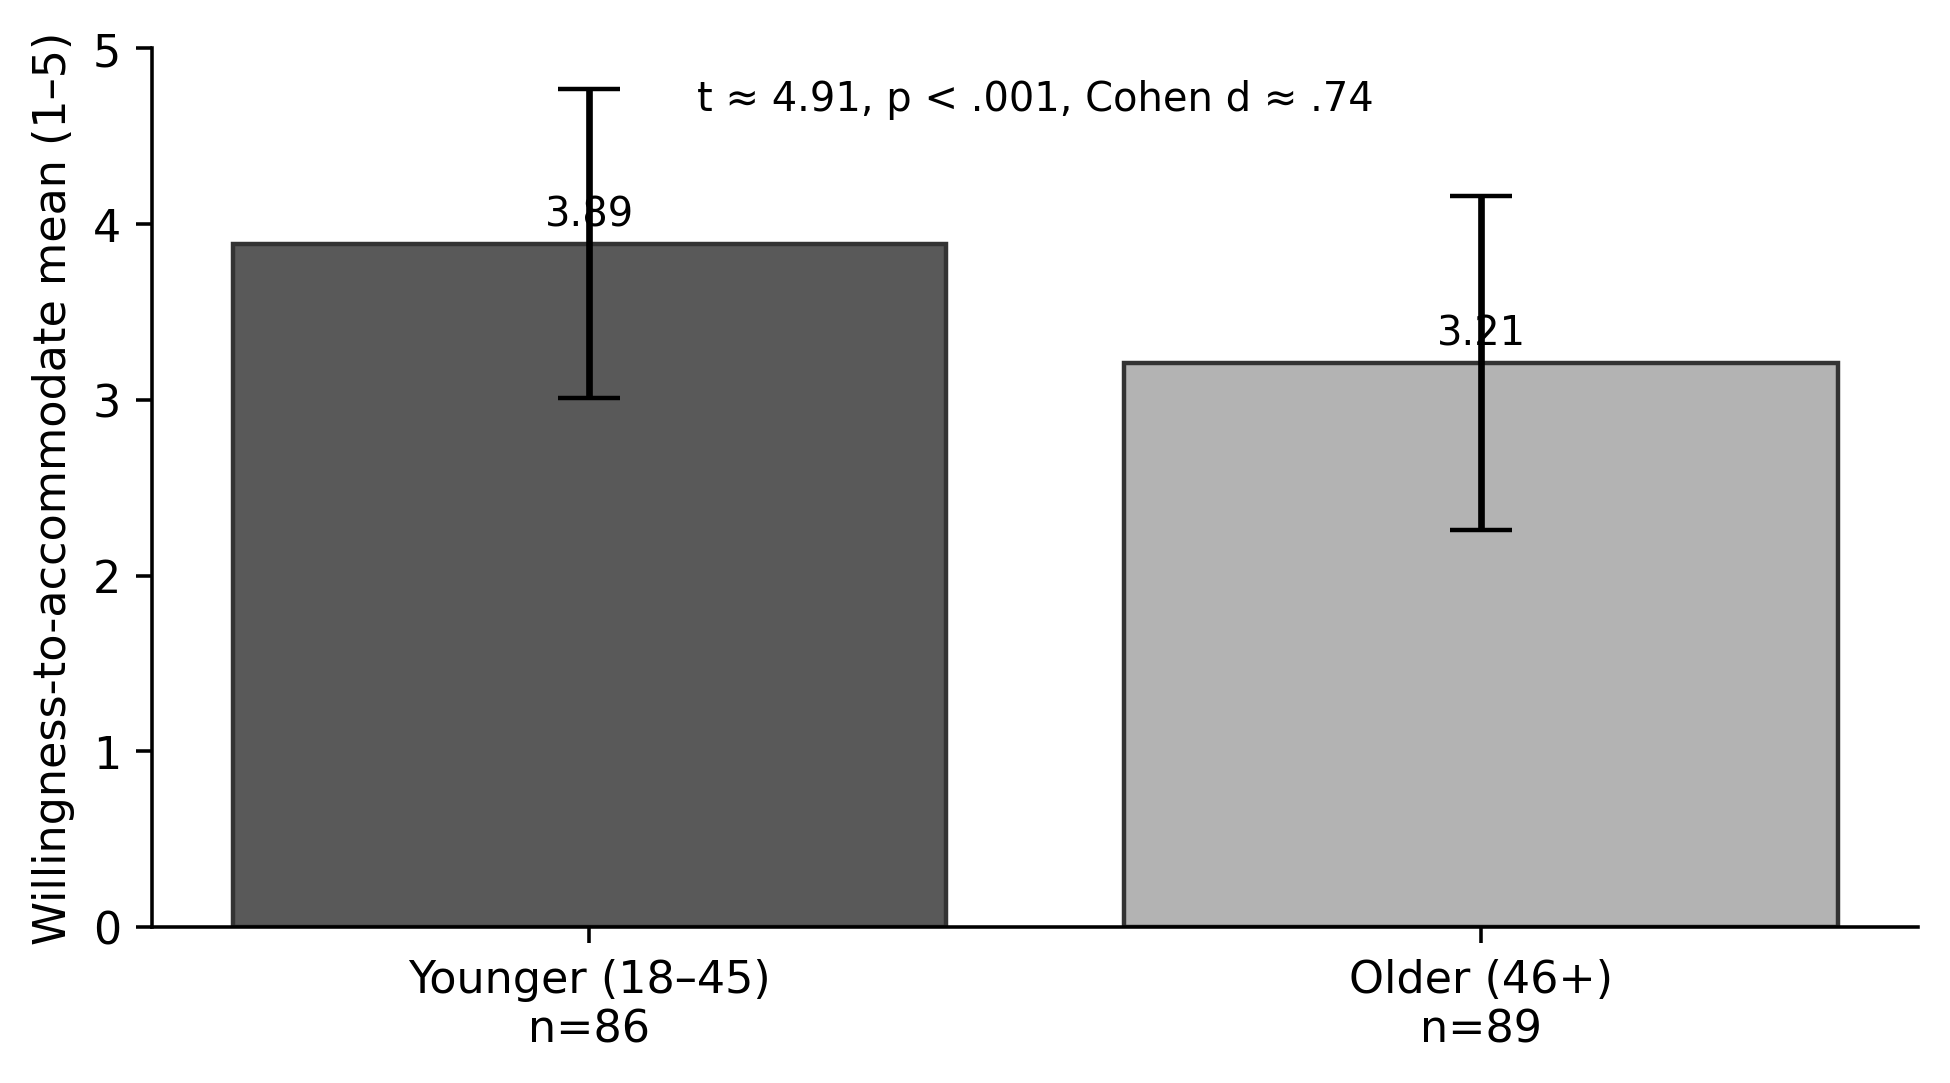 Willingness-to-accommodate mean (1–5)
5
4
3
2
1
0
t ≈ 4.91, p < .001, Cohen d ≈ .74
3.89
3.21
Younger (18–45)
n=86
Older (46+)
n=89